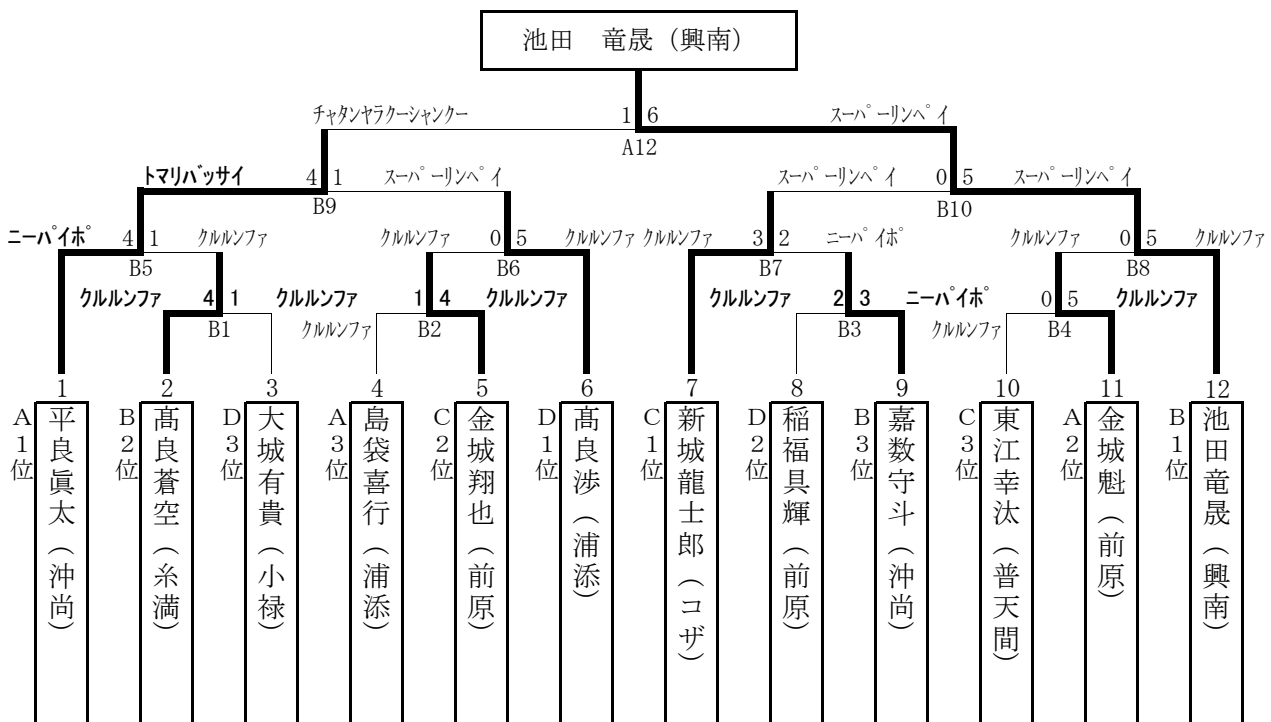 池田　竜晟（興南）
チャタンヤラクーシャンクー 1 6 スーパーリンペイ
A12
トマリバッサイ 4 1 スーパーリンペイ スーパーリンペイ 0 5 スーパーリンペイ
B9 B10
ニーパイポ 4 1 クルルンファ クルルンファ 0 5 クルルンファ クルルンファ 3 2 ニーパイポ クルルンファ 0 5 クルルンファ
B5 B6 B7 B8
クルルンファ 4 1 クルルンファ 1 4 クルルンファ クルルンファ 2 3 ニーパイポ 0 5 クルルンファ
B1 クルルンファ B2 B3 クルルンファ B4
1 2 3 4 5 6 7 8 9 10 11 12
A1位 平良眞太（沖尚）
B2位 髙良蒼空（糸満）
D3位 大城有貴（小禄）
A3位 島袋喜行（浦添）
C2位 金城翔也（前原）
D1位 髙良渉（浦添）
C1位 新城龍士郎（コザ）
D2位 稲福具輝（前原）
B3位 嘉数守斗（沖尚）
C3位 東江幸汰（普天間）
A2位 金城魁（前原）
B1位 池田竜晟（興南）